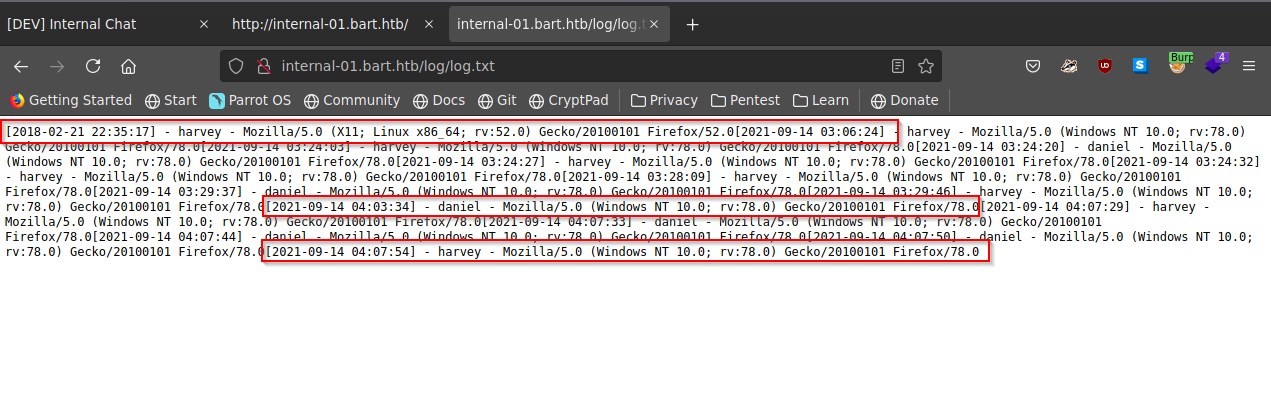 [DEV] Internal Chat
http://internal-01.bart.htb/
internal-01.bart.htb/log/log.t
internal-01.bart.htb/log/log.txt
Burp
4
Getting Started Start Parrot OS Community Docs Git CryptPad Privacy Pentest Learn Donate
[2018-02-21 22:35:17] - harvey - Mozilla/5.0 (X11; Linux x86_64; rv:52.0) Gecko/20100101 Firefox/52.0[2021-09-14 03:06:24] - harvey - Mozilla/5.0 (Windows NT 10.0; rv:78.0)
Gecko/20100101 Firefox/78.0[2021-09-14 03:24:03] - harvey - Mozilla/5.0 (Windows NT 10.0; rv:78.0) Gecko/20100101 Firefox/78.0[2021-09-14 03:24:20] - daniel - Mozilla/5.0
(Windows NT 10.0; rv:78.0) Gecko/20100101 Firefox/78.0[2021-09-14 03:24:27] - harvey - Mozilla/5.0 (Windows NT 10.0; rv:78.0) Gecko/20100101 Firefox/78.0[2021-09-14 03:24:32]
- harvey - Mozilla/5.0 (Windows NT 10.0; rv:78.0) Gecko/20100101 Firefox/78.0[2021-09-14 03:28:09] - harvey - Mozilla/5.0 (Windows NT 10.0; rv:78.0) Gecko/20100101
Firefox/78.0[2021-09-14 03:29:37] - daniel - Mozilla/5.0 (Windows NT 10.0; rv:78.0) Gecko/20100101 Firefox/78.0[2021-09-14 03:29:46] - harvey - Mozilla/5.0 (Windows NT 10.0;
rv:78.0) Gecko/20100101 Firefox/78.0[2021-09-14 04:03:34] - daniel - Mozilla/5.0 (Windows NT 10.0; rv:78.0) Gecko/20100101 Firefox/78.0[2021-09-14 04:07:29] - harvey -
Mozilla/5.0 (Windows NT 10.0; rv:78.0) Gecko/20100101 Firefox/78.0[2021-09-14 04:07:33] - daniel - Mozilla/5.0 (Windows NT 10.0; rv:78.0) Gecko/20100101
Firefox/78.0[2021-09-14 04:07:44] - daniel - Mozilla/5.0 (Windows NT 10.0; rv:78.0) Gecko/20100101 Firefox/78.0[2021-09-14 04:07:50] - daniel - Mozilla/5.0 (Windows NT 10.0;
rv:78.0) Gecko/20100101 Firefox/78.0[2021-09-14 04:07:54] - harvey - Mozilla/5.0 (Windows NT 10.0; rv:78.0) Gecko/20100101 Firefox/78.0